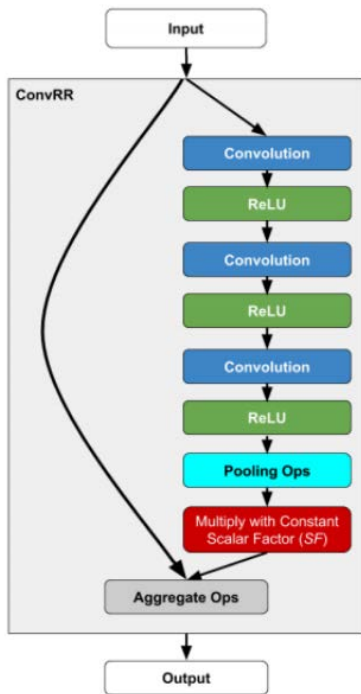 Input
ConvRR
Convolution
ReLU
Convolution
ReLU
Convolution
ReLU
Pooling Ops
Multiply with Constant
Scalar Factor (SF)
Aggregate Ops
Output